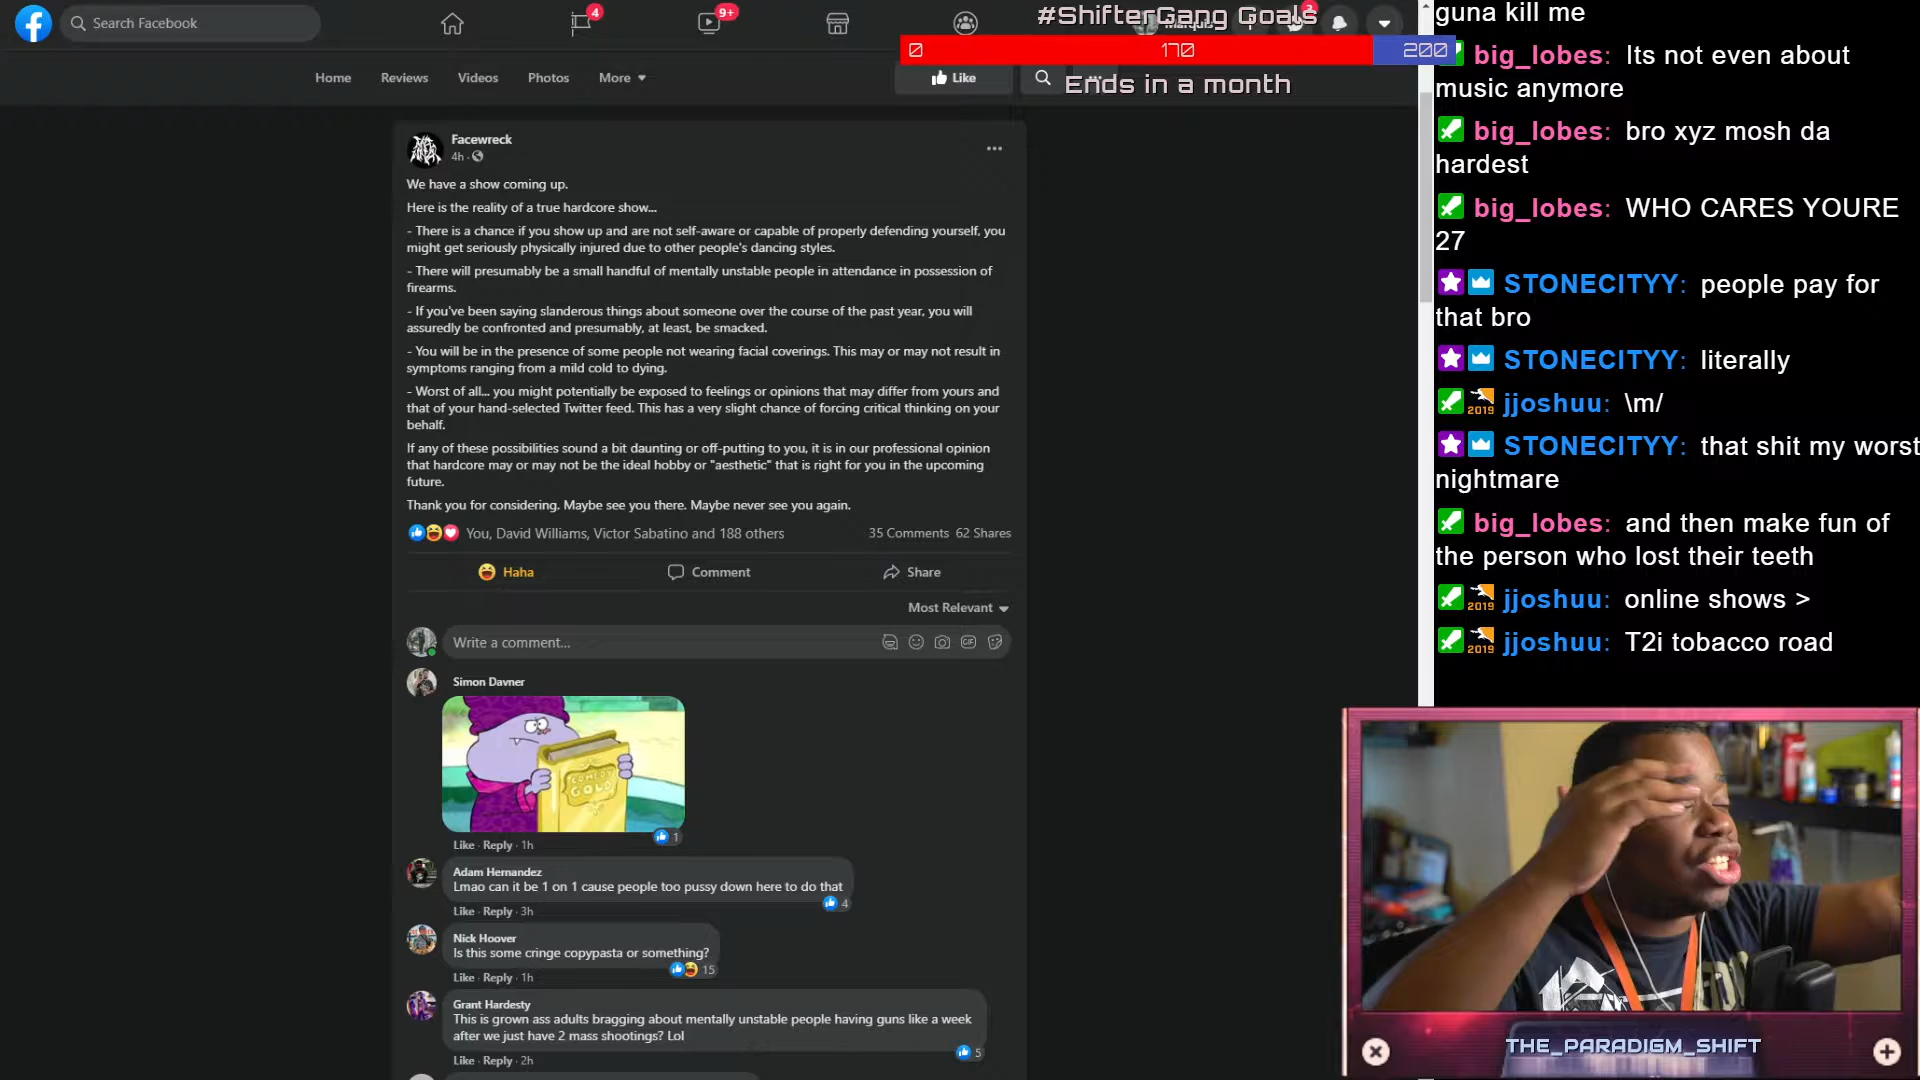 Search Facebook
4
9+
#ShifterGang Goals
0
170
200
Ends in a month
Home
Reviews
Videos
Photos
More
Like
Facewreck
4h ·
We have a show coming up.
Here is the reality of a true hardcore show...
- There is a chance if you show up and are not self-aware or capable of properly defending yourself, you
might get seriously physically injured due to other people's dancing styles.
- There will presumably be a small handful of mentally unstable people in attendance in possession of
firearms.
- If you've been saying slanderous things about someone over the course of the past year, you will
assuredly be confronted and presumably, at least, be smacked.
- You will be in the presence of some people not wearing facial coverings. This may or may not result in
symptoms ranging from a mild cold to dying.
- Worst of all... you might potentially be exposed to feelings or opinions that may differ from yours and
that of your hand-selected Twitter feed. This has a very slight chance of forcing critical thinking on your
behalf.
If any of these possibilities sound a bit daunting or off-putting to you, it is in our professional opinion
that hardcore may or may not be the ideal hobby or "aesthetic" that is right for you in the upcoming
future.
Thank you for considering. Maybe see you there. Maybe never see you again.
You, David Williams, Victor Sabatino and 188 others
35 Comments 62 Shares
Haha
Comment
Share
Most Relevant
Write a comment...
GIF
Simon Davner
COMEDY
GOLD
1
Like · Reply · 1h
Adam Hernandez
Lmao can it be 1 on 1 cause people too pussy down here to do that
4
Like · Reply · 3h
Nick Hoover
Is this some cringe copypasta or something?
15
Like · Reply · 1h
Grant Hardesty
This is grown ass adults bragging about mentally unstable people having guns like a week
after we just have 2 mass shootings? Lol
5
Like · Reply · 2h
guna kill me
big_lobes: Its not even about
music anymore
big_lobes: bro xyz mosh da
hardest
big_lobes: WHO CARES YOURE
27
STONECITYY: people pay for
that bro
STONECITYY: literally
2019 jjoshuu: \m/
STONECITYY: that shit my worst
nightmare
big_lobes: and then make fun of
the person who lost their teeth
2019 jjoshuu: online shows >
2019 jjoshuu: T2i tobacco road
THE_PARADIGM_SHIFT